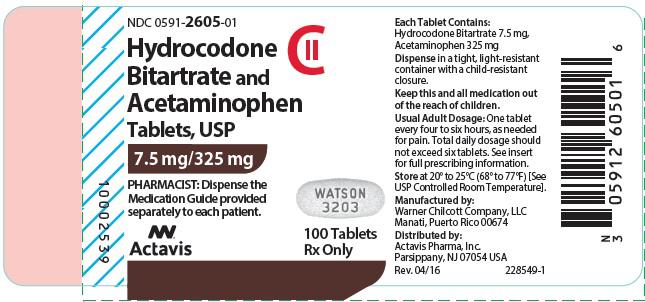 NDC 0591-2605-01
Hydrocodone
Bitartrate and
Acetaminophen
Tablets, USP
CII
7.5 mg/325 mg
PHARMACIST: Dispense the
Medication Guide provided
separately to each patient.
Actavis
WATSON
3203
100 Tablets
Rx Only
10002539
Each Tablet Contains:
Hydrocodone Bitartrate 7.5 mg,
Acetaminophen 325 mg
Dispense in a tight, light-resistant
container with a child-resistant
closure.
Keep this and all medication out
of the reach of children.
Usual Adult Dosage: One tablet
every four to six hours, as needed
for pain. Total daily dosage should
not exceed six tablets. See insert
for full prescribing information.
Store at 20° to 25°C (68° to 77°F) [See
USP Controlled Room Temperature].
Manufactured by:
Warner Chilcott Company, LLC
Manati, Puerto Rico 00674
Distributed by:
Actavis Pharma, Inc.
Parsippany, NJ 07054 USA
Rev. 04/16 228549-1
N
3 05912 60501 6